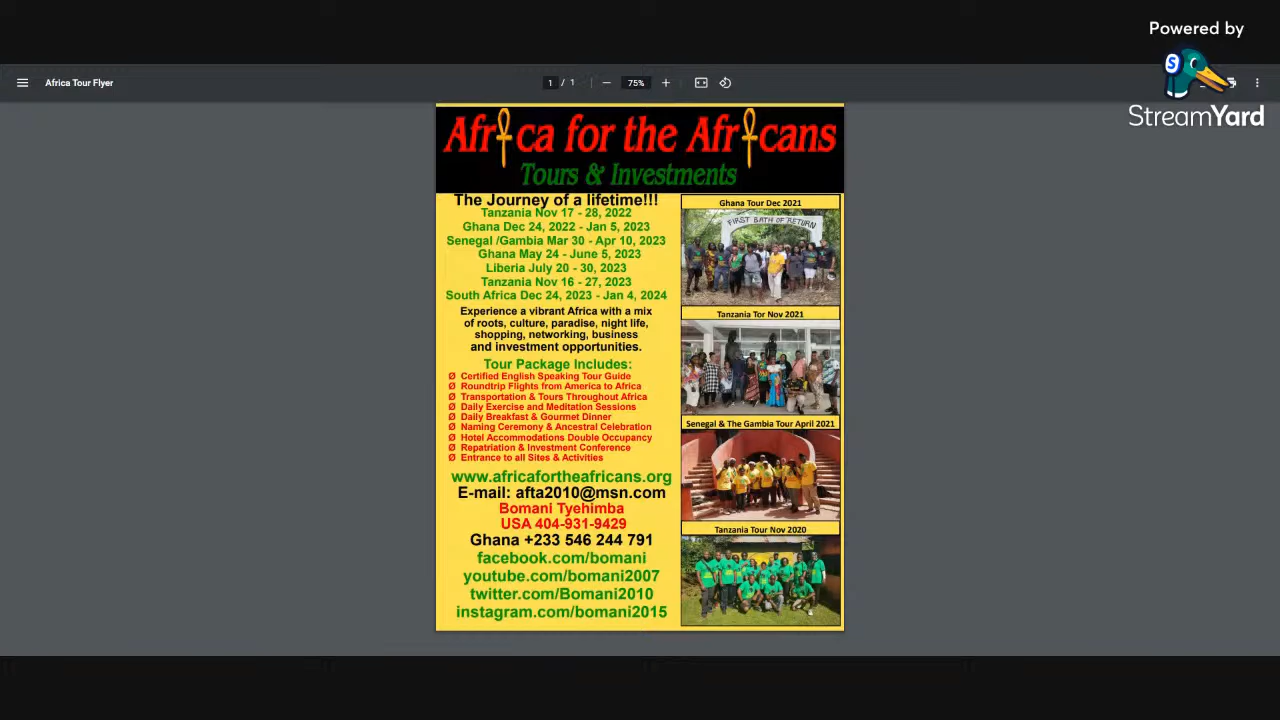 Powered by
StreamYard
Africa Tour Flyer
1 / 1
75%
Africa for the Africans
Tours & Investments
The Journey of a lifetime!!!
Tanzania Nov 17 - 28, 2022
Ghana Dec 24, 2022 - Jan 5, 2023
Senegal /Gambia Mar 30 - Apr 10, 2023
Ghana May 24 - June 5, 2023
Liberia July 20 - 30, 2023
Tanzania Nov 16 - 27, 2023
South Africa Dec 24, 2023 - Jan 4, 2024
Experience a vibrant Africa with a mix
of roots, culture, paradise, night life,
shopping, networking, business
and investment opportunities.
Tour Package Includes:
Ø Certified English Speaking Tour Guide
Ø Roundtrip Flights from America to Africa
Ø Transportation & Tours Throughout Africa
Ø Daily Exercise and Meditation Sessions
Ø Daily Breakfast & Gourmet Dinner
Ø Naming Ceremony & Ancestral Celebration
Ø Hotel Accommodations Double Occupancy
Ø Repatriation & Investment Conference
Ø Entrance to all Sites & Activities
www.africafortheafricans.org
E-mail: afta2010@msn.com
Bomani Tyehimba
USA 404-931-9429
Ghana +233 546 244 791
facebook.com/bomani
youtube.com/bomani2007
twitter.com/Bomani2010
instagram.com/bomani2015
Ghana Tour Dec 2021
FIRST BATH OF RETURN
Tanzania Tor Nov 2021
Senegal & The Gambia Tour April 2021
Tanzania Tour Nov 2020